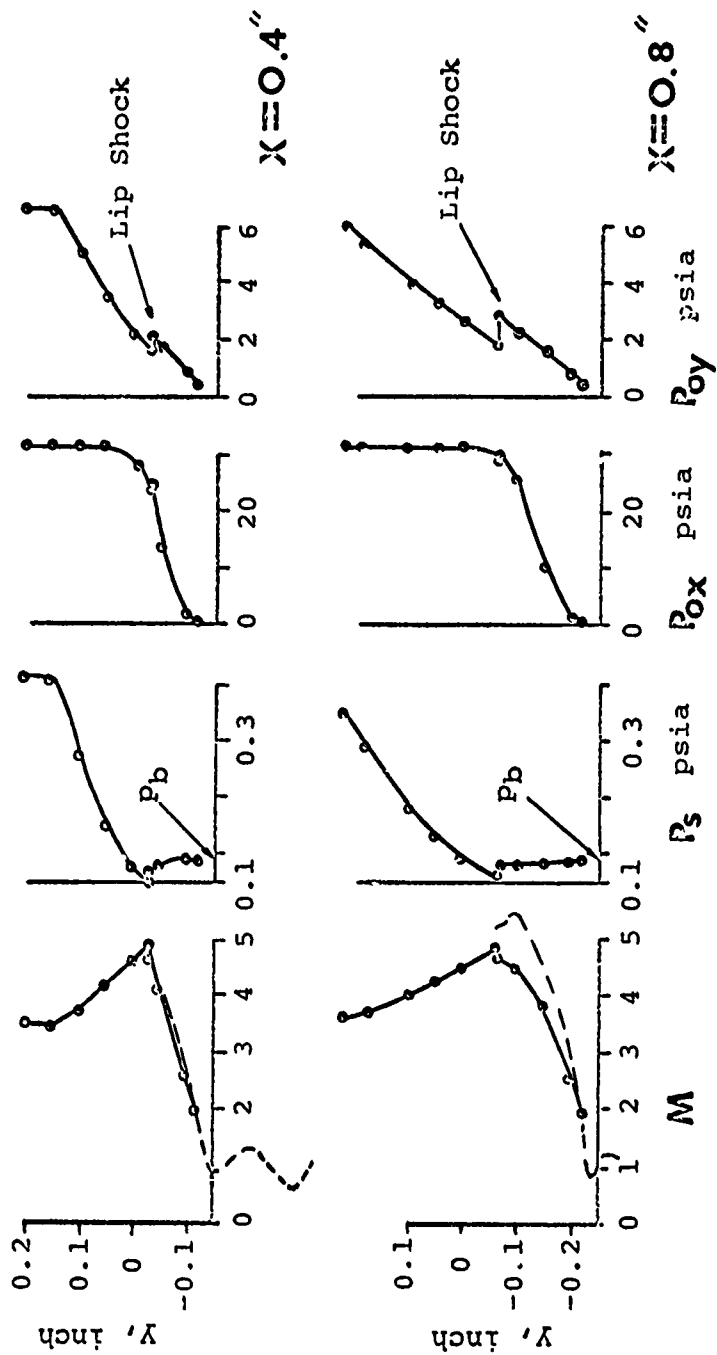 y, inch
0.2
0.1
0
-0.1
0 1 2 3 4 5
0.1 0.3
Pb
0 20
0 2 4 6
Lip Shock
X=0.4"
y, inch
0.1
0
-0.1
-0.2
0 1 2 3 4 5
M
0.1 0.3
Pb
Ps psia
0 20
Pox psia
0 2 4 6
Lip Shock
Poy psia
X=0.8"